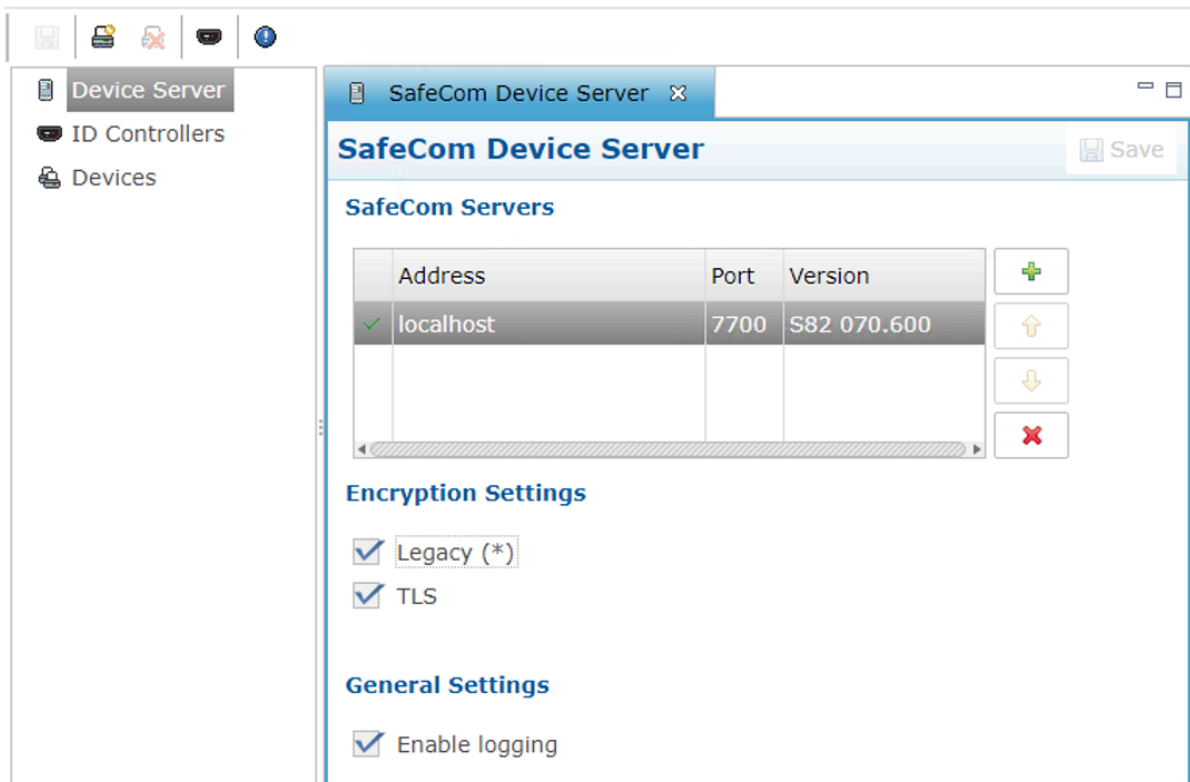 Device Server
ID Controllers
Devices
SafeCom Device Server
SafeCom Device Server
Save
SafeCom Servers
Address Port Version
localhost 7700 S82 070.600
Encryption Settings
Legacy (*)
TLS
General Settings
Enable logging